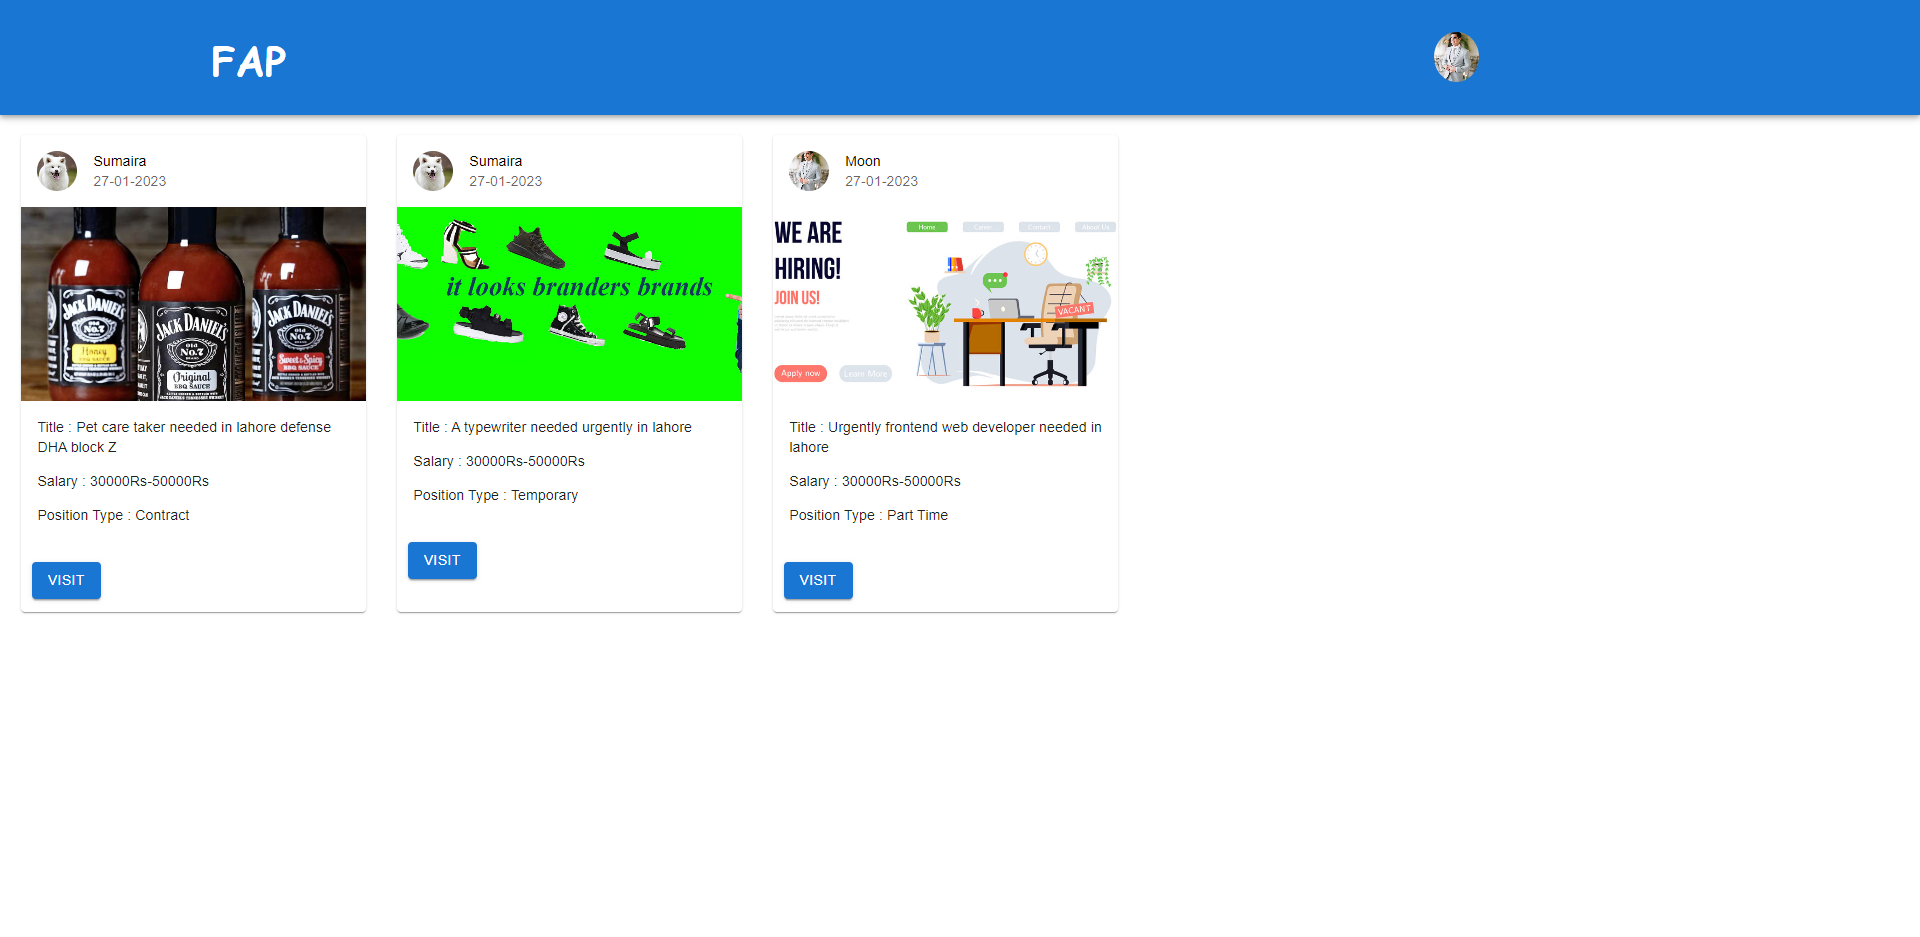 FAP
Sumaira
27-01-2023
JACK DANIEL'S
Old
No.7
Honey
BBQ SAUCE
JACK DANIEL'S
Old
No.7
Original
BBQ SAUCE
JACK DANIEL'S
Old
No.7
Sweet & Spicy
BBQ SAUCE
Title : Pet care taker needed in lahore defense
DHA block Z
Salary : 30000Rs-50000Rs
Position Type : Contract
VISIT
Sumaira
27-01-2023
it looks branders brands
Title : A typewriter needed urgently in lahore
Salary : 30000Rs-50000Rs
Position Type : Temporary
VISIT
Moon
27-01-2023
WE ARE
HIRING!
JOIN US!
Home
Career
Contact
About Us
VACANT
Apply now
Learn More
Title : Urgently frontend web developer needed in
lahore
Salary : 30000Rs-50000Rs
Position Type : Part Time
VISIT